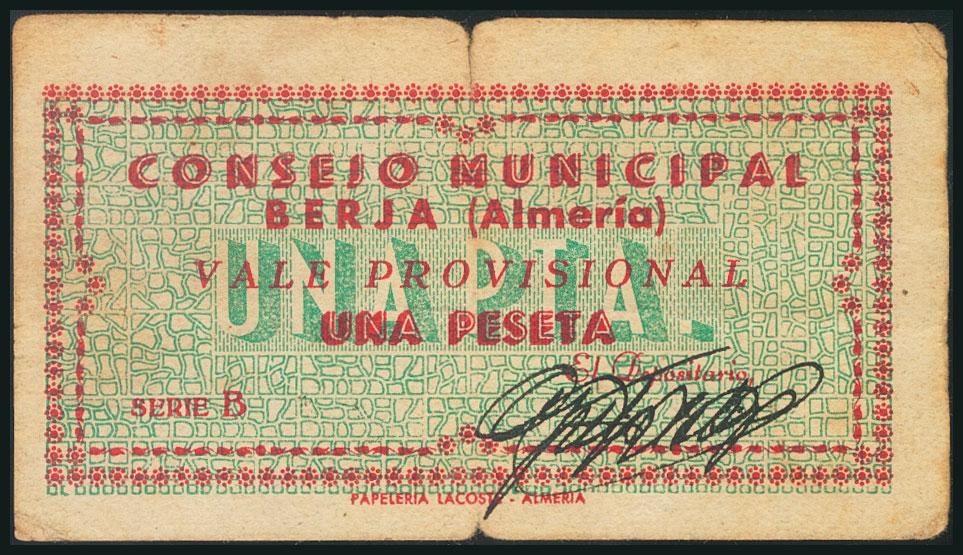 CONSEJO MUNICIPAL
BERJA (Almería)
UNA PTA.
VALE PROVISIONAL
UNA PESETA
El Depositario,
SERIE B
PAPELERIA LACOSTE - ALMERIA